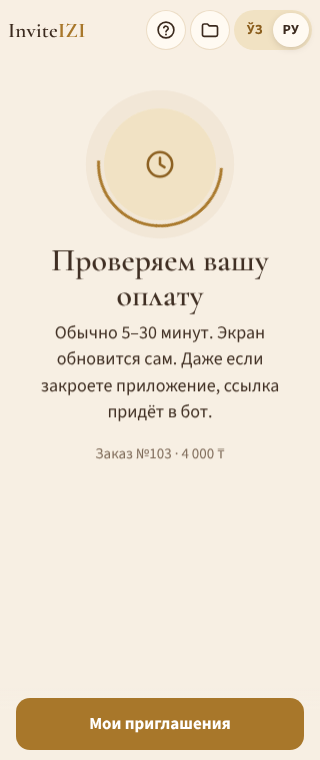 InviteIZI
ЎЗ
РУ
Проверяем вашу
оплату
Обычно 5–30 минут. Экран
обновится сам. Даже если
закроете приложение, ссылка
придёт в бот.
Заказ №103 · 4 000 ₸
Мои приглашения